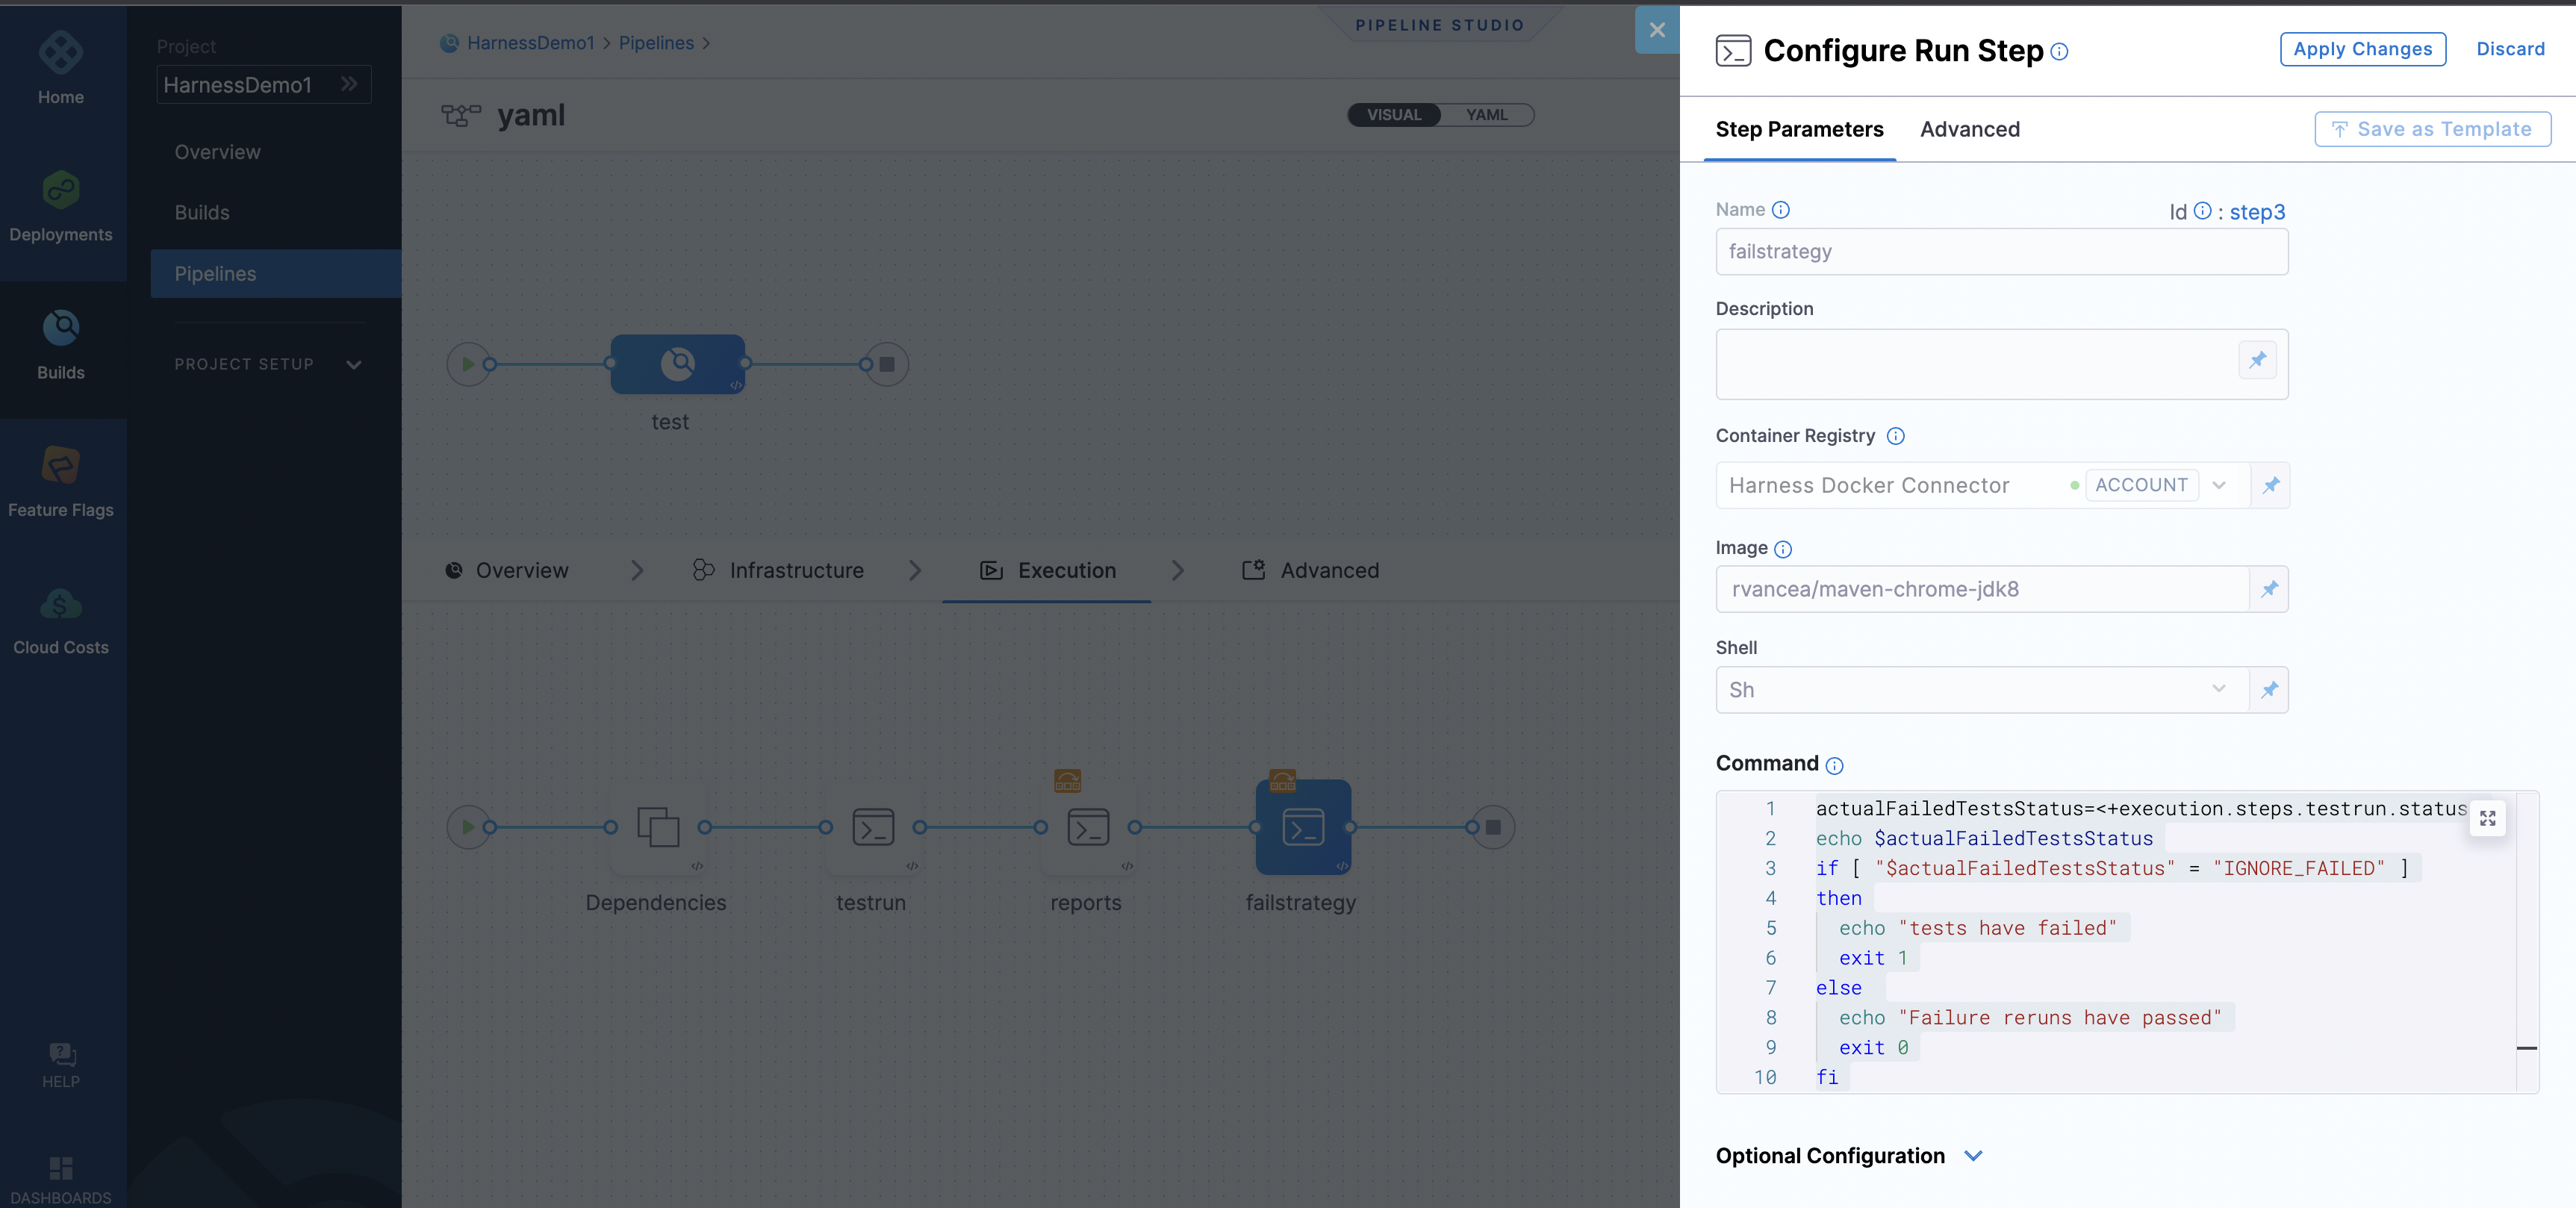 Home
Deployments
Builds
Feature Flags
Cloud Costs
HELP
DASHBOARDS
Project
HarnessDemo1
Overview
Builds
Pipelines
PROJECT SETUP
HarnessDemo1 > Pipelines >
PIPELINE STUDIO
yaml
VISUAL YAML
test
Overview
Infrastructure
Execution
Advanced
Dependencies
testrun
reports
failstrategy
Configure Run Step
Apply Changes
Discard
Step Parameters
Advanced
Save as Template
Name
Id : step3
failstrategy
Description
Container Registry
Harness Docker Connector ACCOUNT
Image
rvancea/maven-chrome-jdk8
Shell
Sh
Command
1 actualFailedTestsStatus=<+execution.steps.testrun.status
2 echo $actualFailedTestsStatus
3 if [ "$actualFailedTestsStatus" = "IGNORE_FAILED" ]
4 then
5 echo "tests have failed"
6 exit 1
7 else
8 echo "Failure reruns have passed"
9 exit 0
10 fi
Optional Configuration